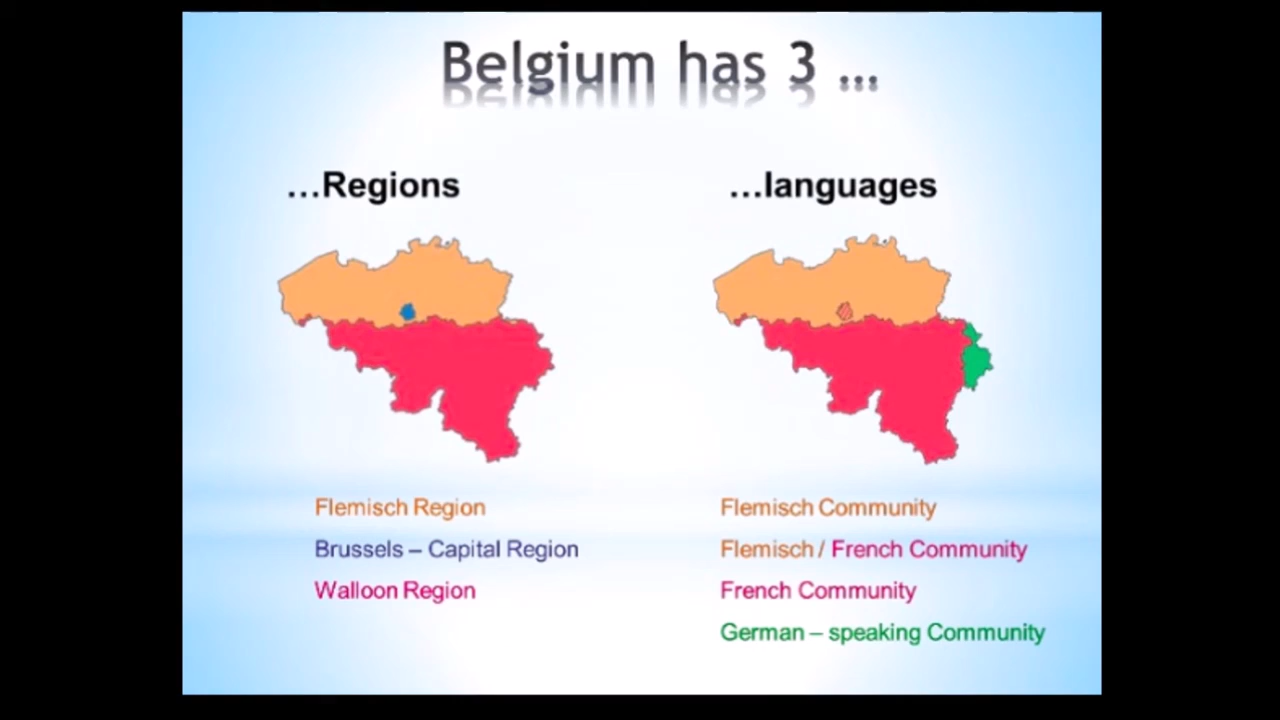 Belgium has 3 ...
...Regions
...languages
Flemisch Region
Brussels – Capital Region
Walloon Region
Flemisch Community
Flemisch / French Community
French Community
German – speaking Community